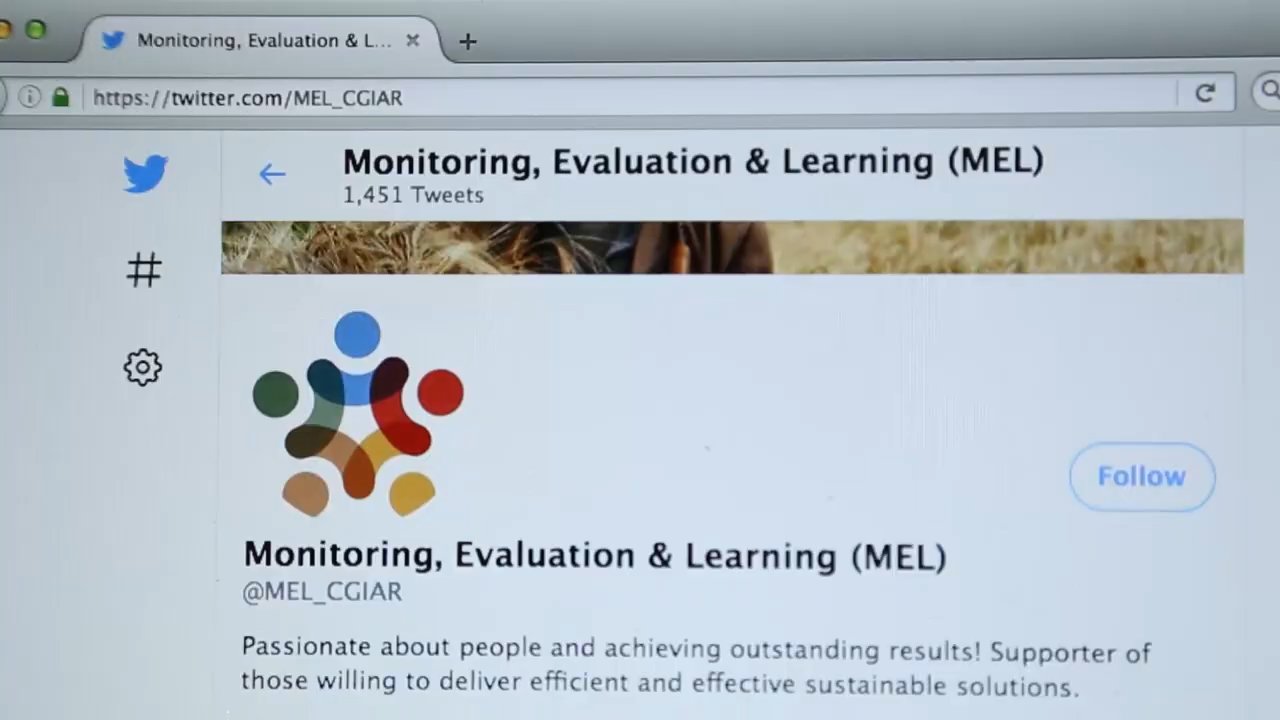 Monitoring, Evaluation & L...
https://twitter.com/MEL_CGIAR
Monitoring, Evaluation & Learning (MEL)
1,451 Tweets
Follow
Monitoring, Evaluation & Learning (MEL)
@MEL_CGIAR
Passionate about people and achieving outstanding results! Supporter of
those willing to deliver efficient and effective sustainable solutions.